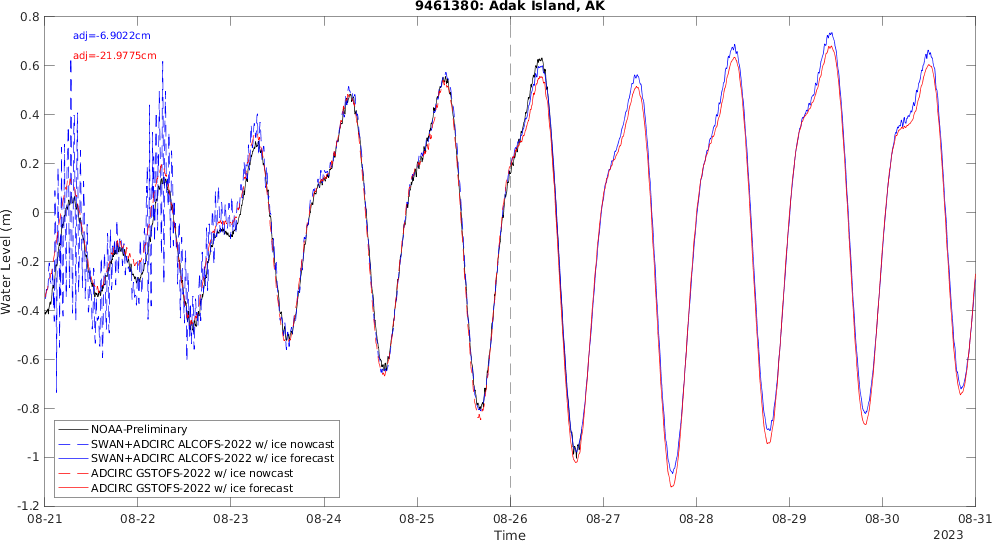 9461380: Adak Island, AK
adj=-6.9022cm
adj=-21.9775cm
Water Level (m)
0.8
0.6
0.4
0.2
0
-0.2
-0.4
-0.6
-0.8
-1
-1.2
NOAA-Preliminary
SWAN+ADCIRC ALCOFS-2022 w/ ice nowcast
SWAN+ADCIRC ALCOFS-2022 w/ ice forecast
ADCIRC GSTOFS-2022 w/ ice nowcast
ADCIRC GSTOFS-2022 w/ ice forecast
08-21 08-22 08-23 08-24 08-25 08-26 08-27 08-28 08-29 08-30 08-31
Time
2023